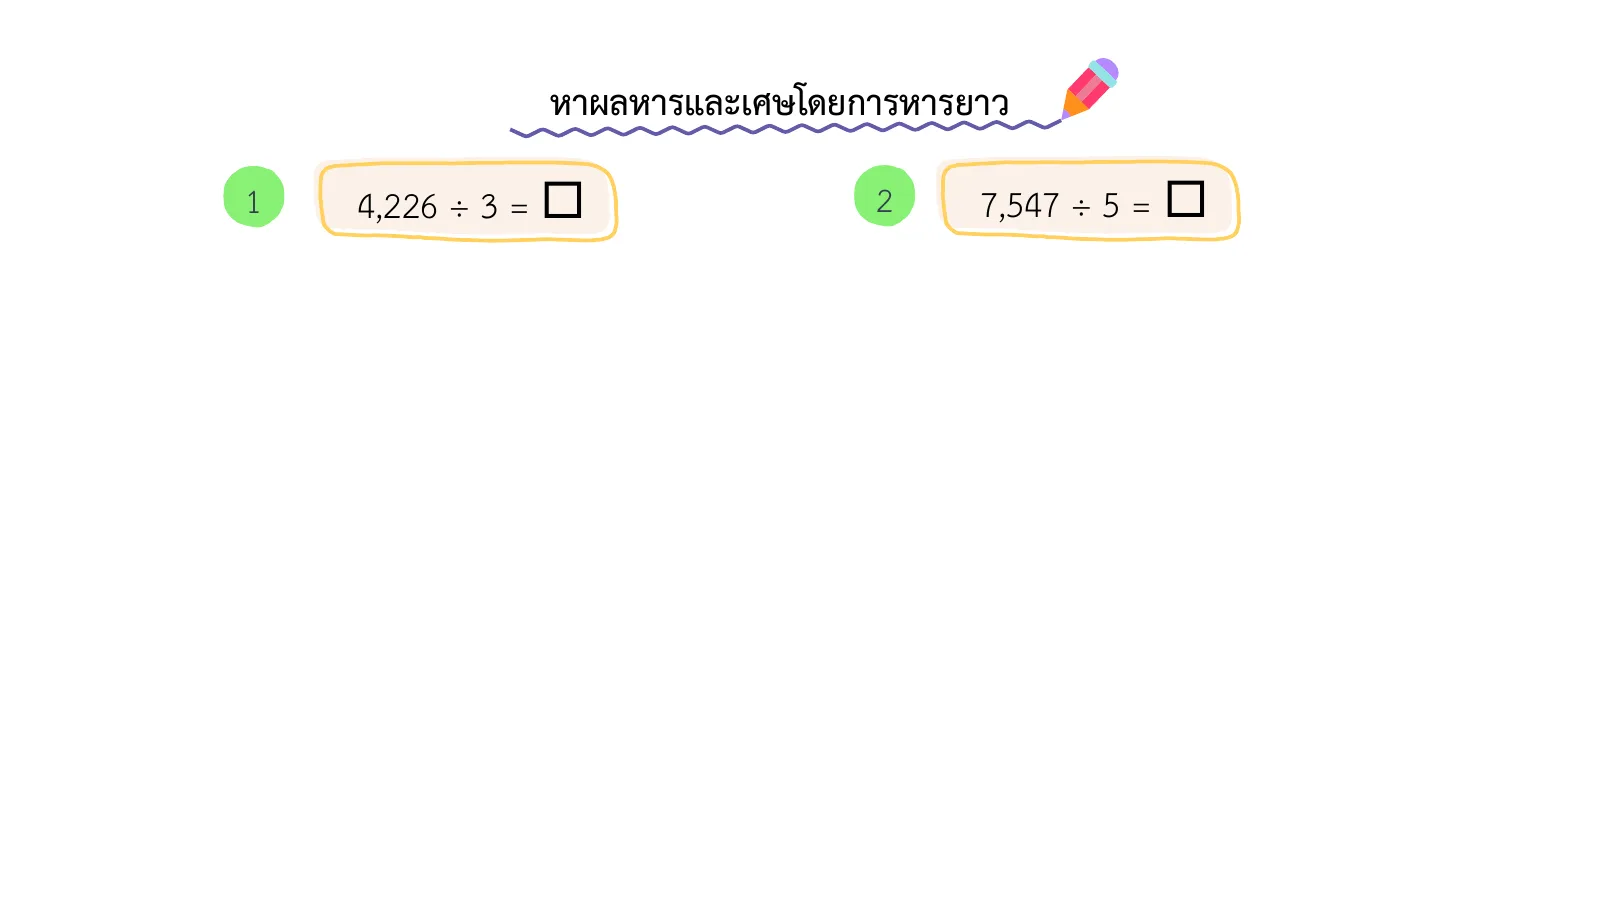 หาผลหารและเศษโดยการหารยาว
1
4,226 ÷ 3 = □
2
7,547 ÷ 5 = □